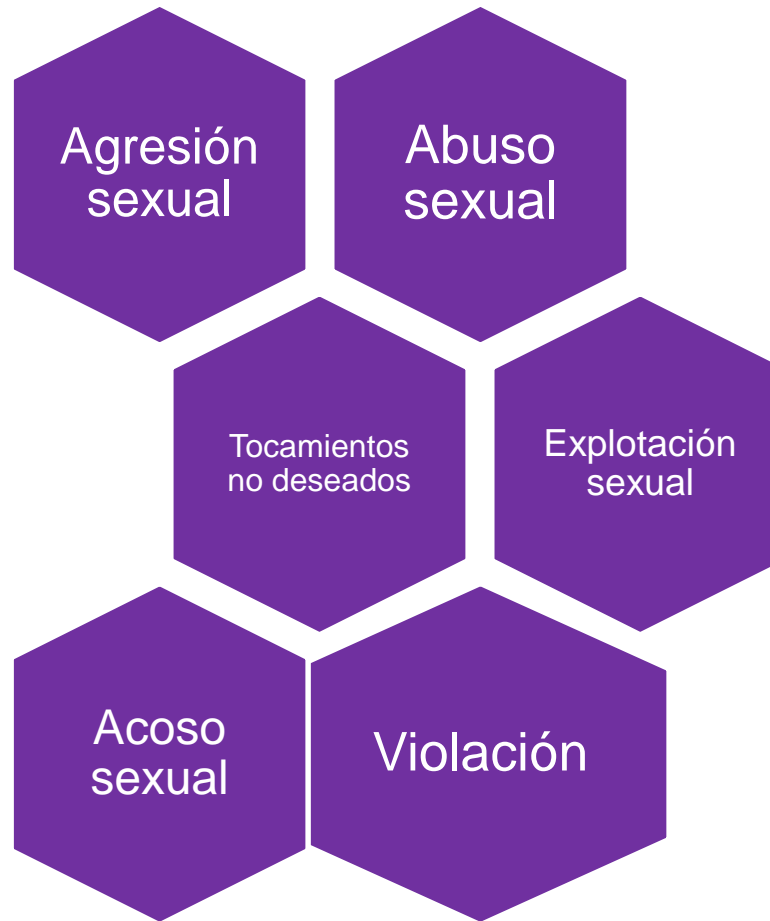 Agresión
sexual
Abuso
sexual
Tocamientos
no deseados
Explotación
sexual
Acoso
sexual
Violación